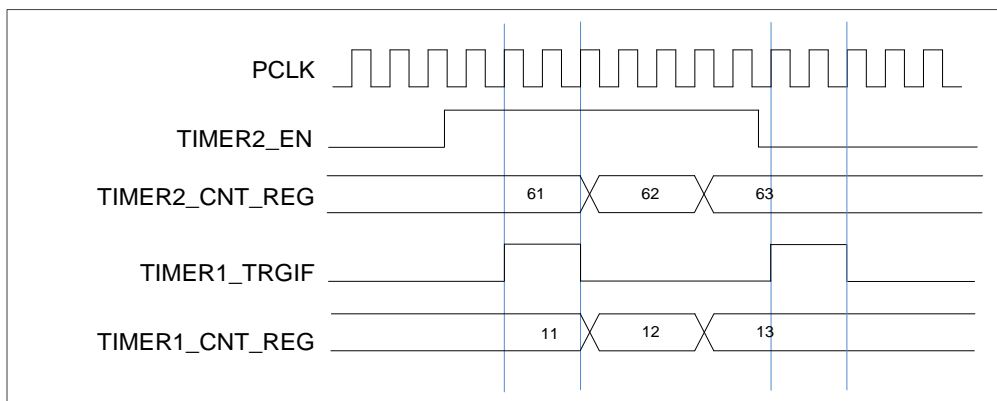 PCLK
TIMER2_EN
TIMER2_CNT_REG 61 62 63
TIMER1_TRGIF
TIMER1_CNT_REG 11 12 13